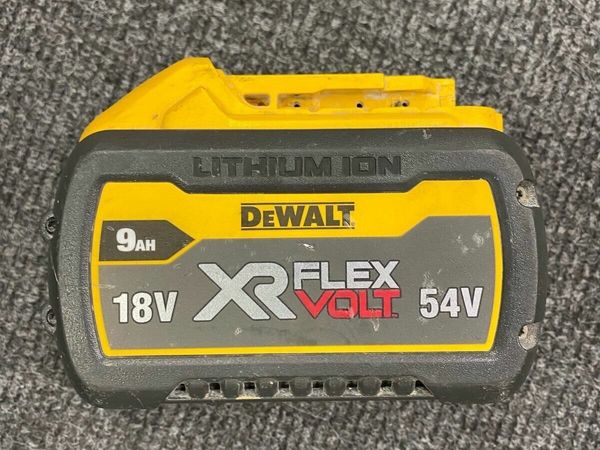 LITHIUM ION
DEWALT
9AH
18V XR FLEX VOLT 54V